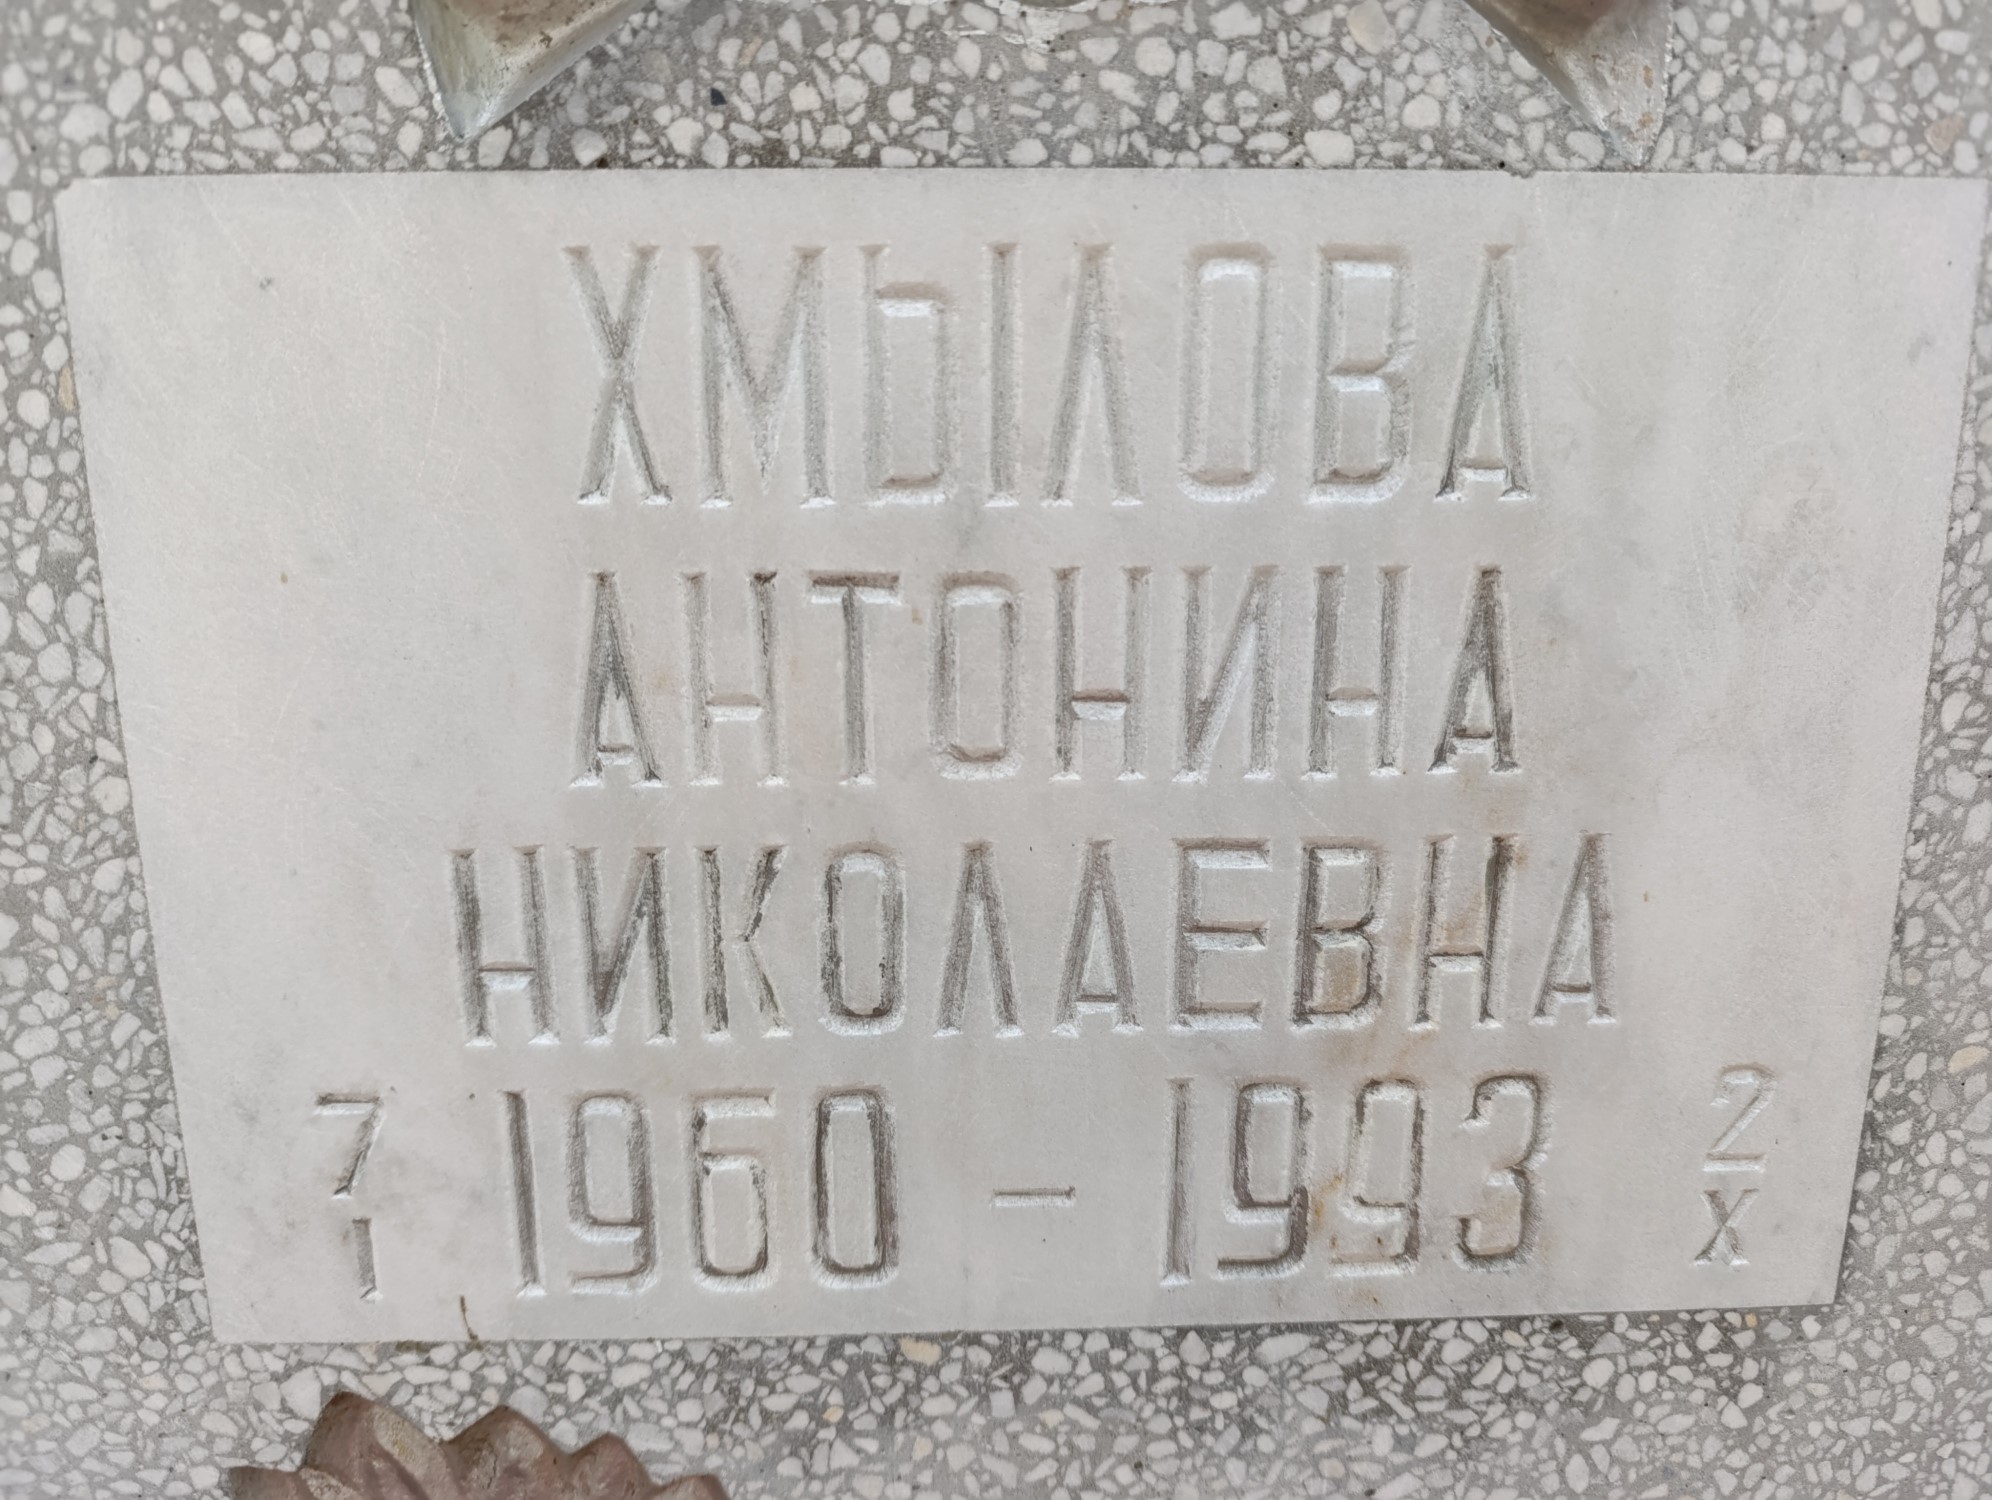 ХМЫЛОВА
АНТОНИНА
НИКОЛАЕВНА
7 1960 – 1993 2
I X